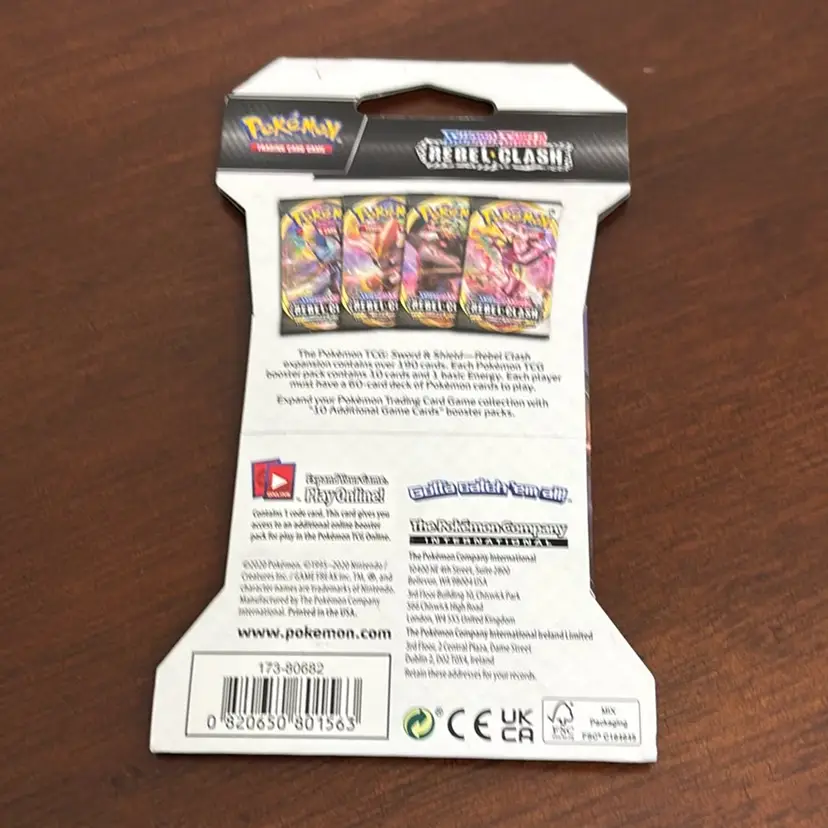 Pokémon
TRADING CARD GAME
REBEL CLASH
Pokémon
REBEL CLASH
The Pokémon TCG: Sword & Shield—Rebel Clash
expansion contains over 190 cards. Each Pokémon TCG
booster pack contains 10 cards and 1 basic Energy. Each player
must have a 60-card deck of Pokémon cards to play.
Expand your Pokémon Trading Card Game collection with
"10 Additional Game Cards" booster packs.
Expand Your Game.
Play Online!
Contains 1 code card. This card gives you
access to an additional online booster
pack for play in the Pokémon TCG Online.
©2020 Pokémon. ©1995–2020 Nintendo /
Creatures Inc. / GAME FREAK inc. TM, ®, and
character names are trademarks of Nintendo.
Manufactured by The Pokémon Company
International. Printed in the USA.
www.pokemon.com
173-80682
0 820650 801563
Gotta catch 'em all!
The Pokémon Company
INTERNATIONAL
The Pokémon Company International
10400 NE 4th Street, Suite 2800
Bellevue, WA 98004 USA
3rd Floor Building 10, Chiswick Park
566 Chiswick High Road
London, W4 5XS United Kingdom
The Pokémon Company International Ireland Limited
3rd Floor, 2 Central Plaza, Dame Street
Dublin 2, D02 T0X4, Ireland
Retain these addresses for your records.
CE
UK
CA
FSC
MIX
Packaging